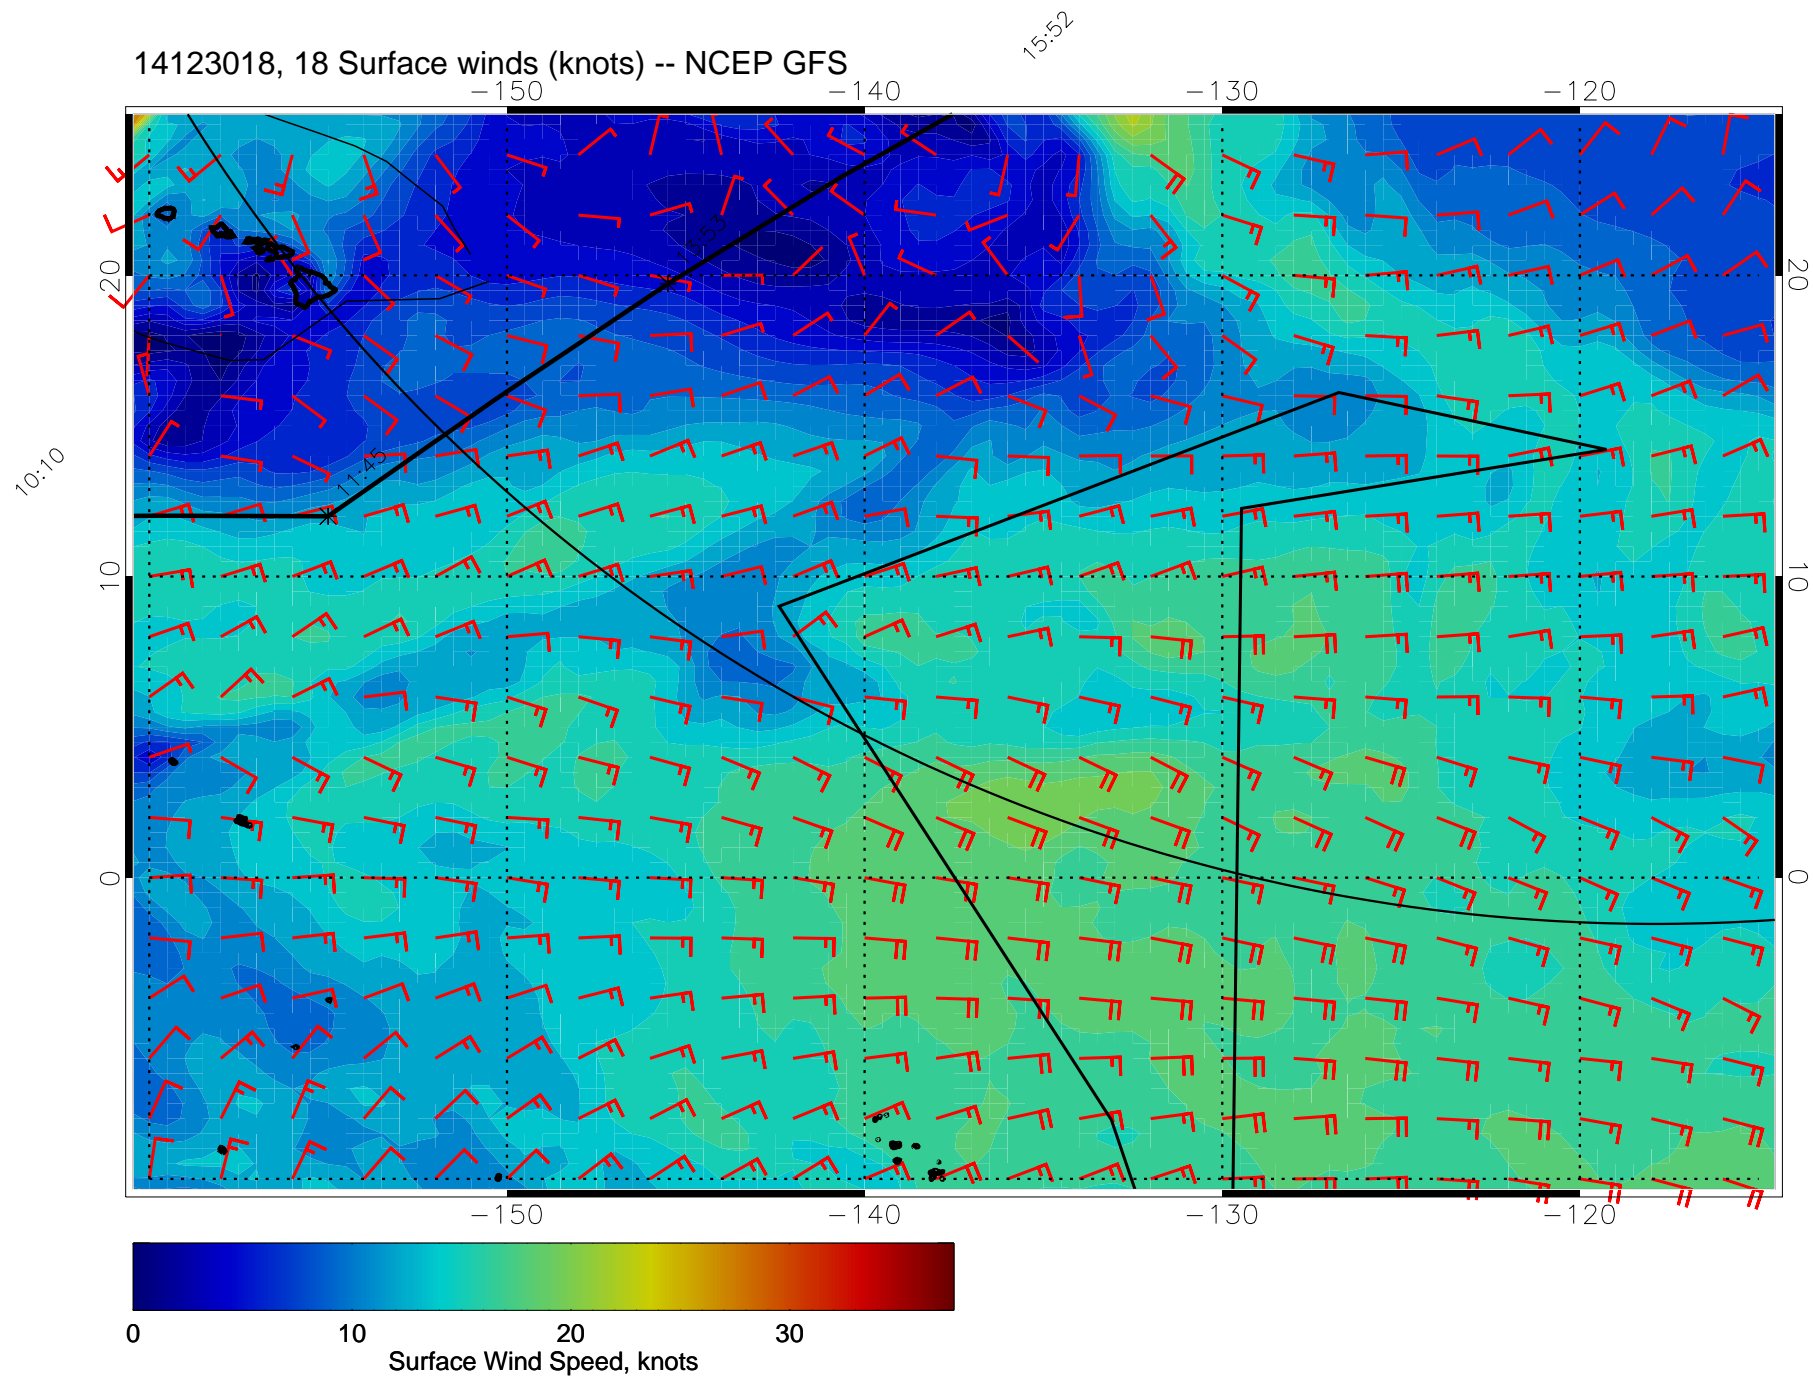 15:52
14123018, 18 Surface winds (knots) -- NCEP GFS
−150 −140 −130 −120
15:53
20 20
10:10
11:45
10 10
0 0
−150 −140 −130 −120
0 10 20 30
Surface Wind Speed, knots